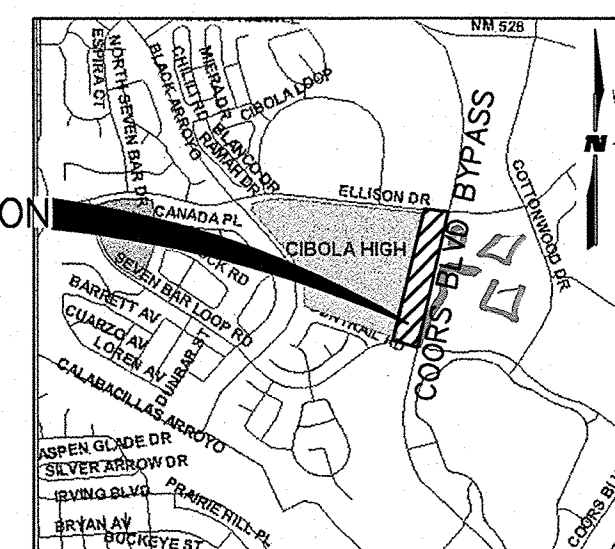 NM 528
ESPIRA CT
NORTH SEVEN BAR DR
BLACK ARROYO
CHILILI RD
MIERA DR
CIBOLA LOOP
BLANCO DR
RAMAH DR
N
ON
CANADA PL
ELLISON DR
COORS BLVD BYPASS
COTTONWOOD DR
CIBOLA HIGH
SEVEN BAR LOOP RD
BARRETT AV
CUARZO AV
LOREN AV
DUNBAR ST
CALABACILLAS ARROYO
ASPEN GLADE DR
SILVER ARROW DR
IRVING BLVD
PRAIRIE HILL PL
BRYAN AV
BUCKEYE ST
COORS BLV